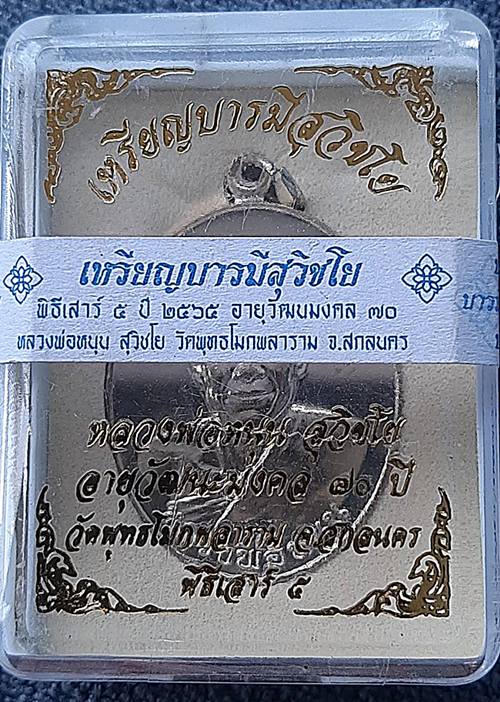 เหรียญบารมีสุวิชโย
เหรียญบารมีสุวิชโย
พิธีเสาร์ ๕ ปี ๒๕๖๕ อายุวัฒนมงคล ๗๐
หลวงพ่อหนุน สุวิชโย วัดพุทธโมกพลาราม จ.สกลนคร
บาร
หลวงพ่อหนุน สุวิชโย
อายุวัฒนะมงคล ๗๐ ปี
วัดพุทธโมกพลาราม จ.สกลนคร
พิธีเสาร์ ๕